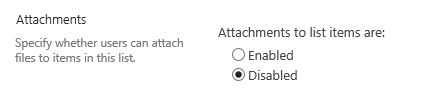 Attachments
Specify whether users can attach
files to items in this list.
Attachments to list items are:
Enabled
Disabled